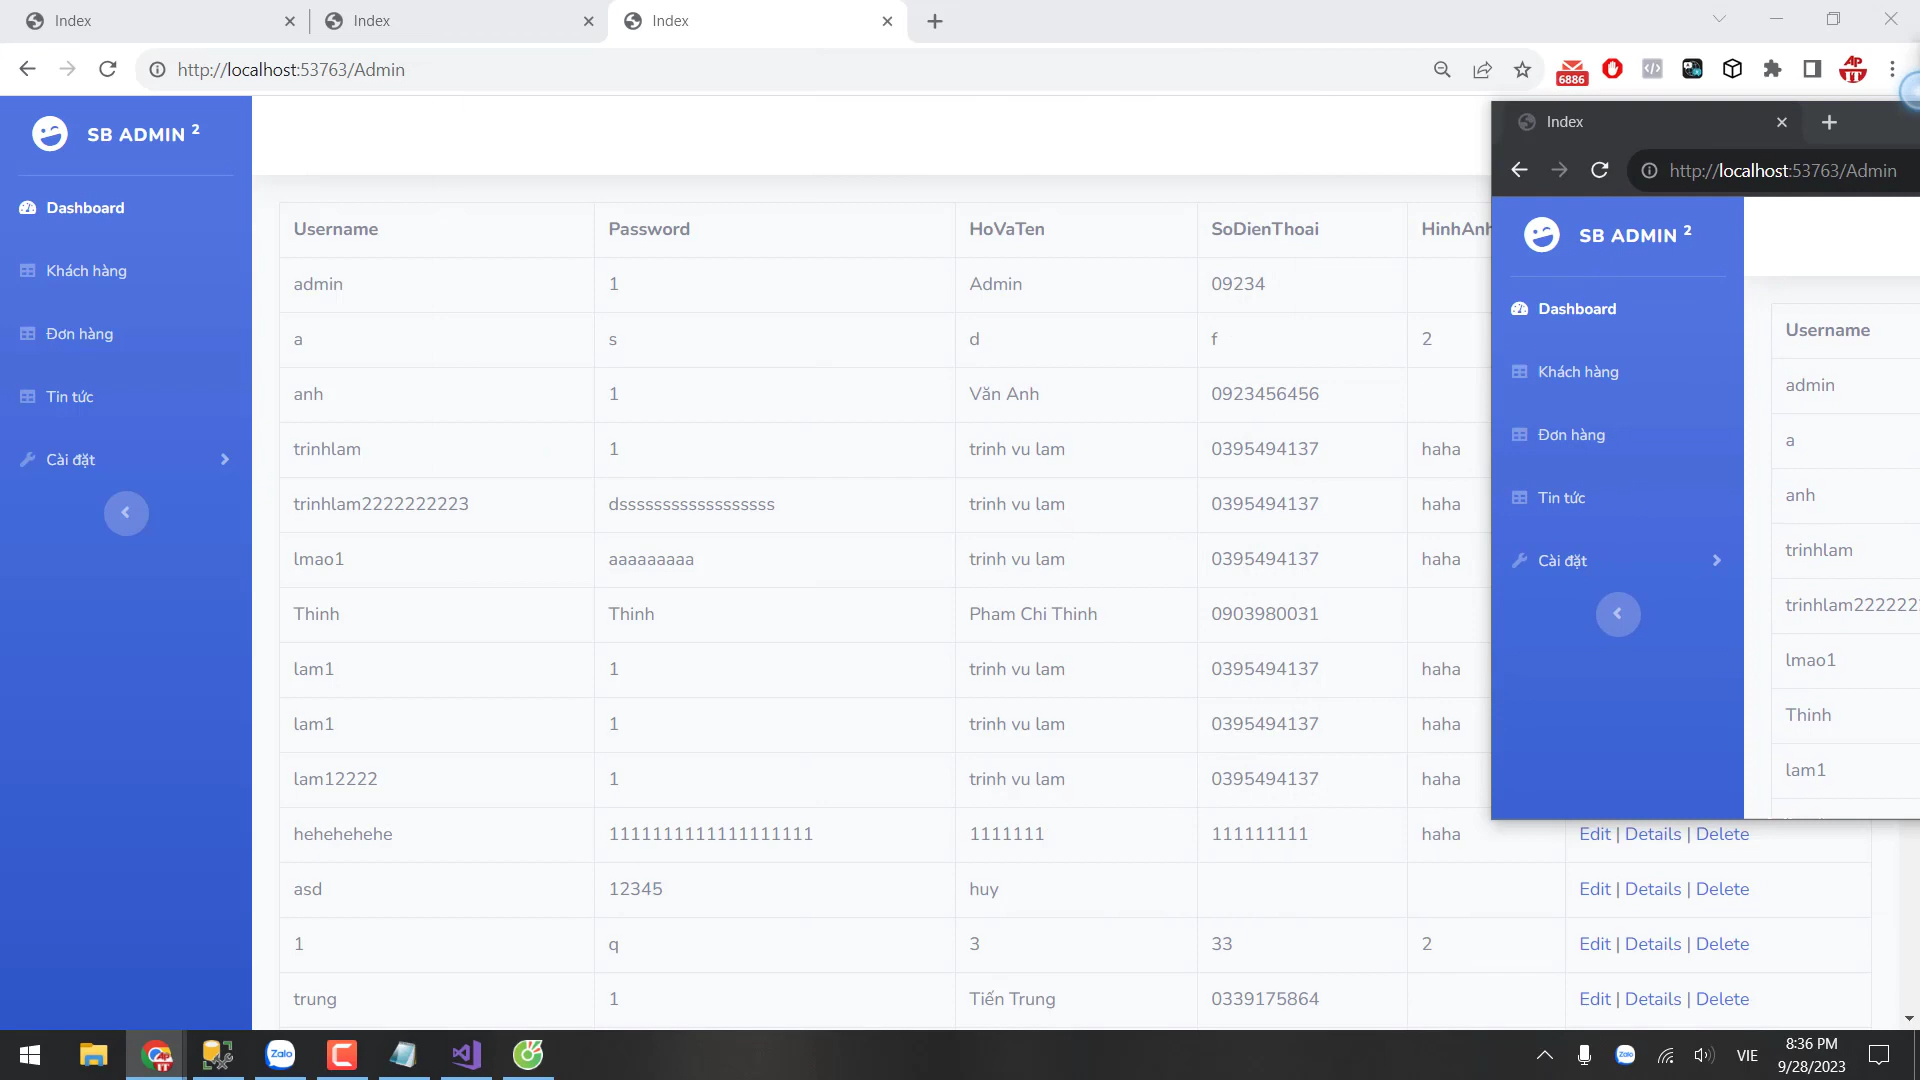 Index
Index
Index
http://localhost:53763/Admin
6886
SB ADMIN 2
Dashboard
Khách hàng
Đơn hàng
Tin tức
Cài đặt
Username Password HoVaTen SoDienThoai HinhAnh
admin 1 Admin 09234
a s d f 2
anh 1 Văn Anh 0923456456
trinhlam 1 trinh vu lam 0395494137 haha
trinhlam2222222223 dssssssssssssssssss trinh vu lam 0395494137 haha
lmao1 aaaaaaaaa trinh vu lam 0395494137 haha
Thinh Thinh Pham Chi Thinh 0903980031
lam1 1 trinh vu lam 0395494137 haha
lam1 1 trinh vu lam 0395494137 haha
lam12222 1 trinh vu lam 0395494137 haha
hehehehehe 1111111111111111111 1111111 111111111 haha Edit | Details | Delete
asd 12345 huy Edit | Details | Delete
1 q 3 33 2 Edit | Details | Delete
trung 1 Tiến Trung 0339175864 Edit | Details | Delete
Index
http://localhost:53763/Admin
SB ADMIN 2
Dashboard
Khách hàng
Đơn hàng
Tin tức
Cài đặt
Username
admin
a
anh
trinhlam
trinhlam222222
lmao1
Thinh
lam1
Zalo
VIE
8:36 PM
9/28/2023